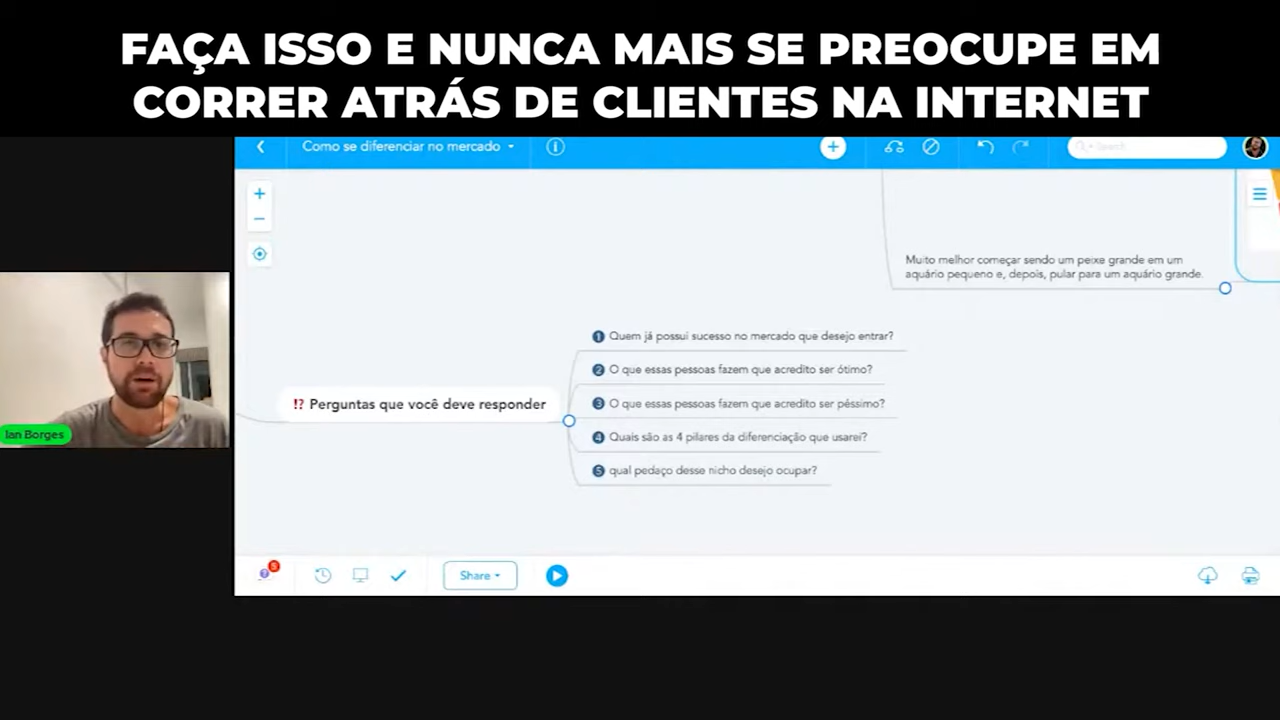 FAÇA ISSO E NUNCA MAIS SE PREOCUPE EM
CORRER ATRÁS DE CLIENTES NA INTERNET
Como se diferenciar no mercado
Search
Muito melhor começar sendo um peixe grande em um
aquário pequeno e, depois, pular para um aquário grande.
1 Quem já possui sucesso no mercado que desejo entrar?
2 O que essas pessoas fazem que acredito ser ótimo?
!? Perguntas que você deve responder
3 O que essas pessoas fazem que acredito ser péssimo?
4 Quais são as 4 pilares da diferenciação que usarei?
5 qual pedaço desse nicho desejo ocupar?
Ian Borges
5
Share